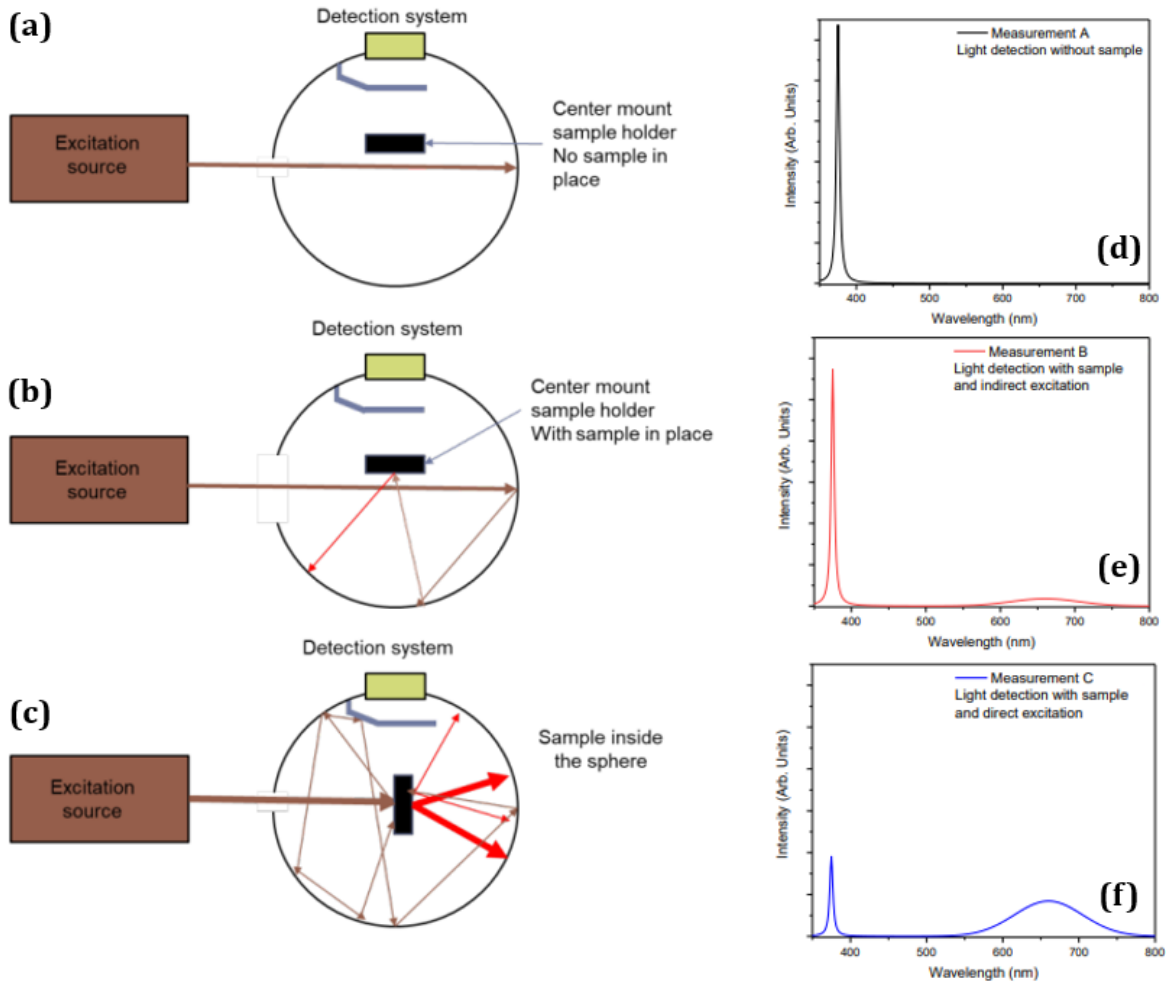 (a)
Detection system
Excitation
source
Center mount
sample holder
No sample in
place
Intensity (Arb. Units)
Measurement A
Light detection without sample
(d)
400
500
600
700
800
Wavelength (nm)
(b)
Detection system
Excitation
source
Center mount
sample holder
With sample in place
Intensity (Arb. Units)
Measurement B
Light detection with sample
and indirect excitation
(e)
400
500
600
700
800
Wavelength (nm)
(c)
Detection system
Excitation
source
Sample inside
the sphere
Intensity (Arb. Units)
Measurement C
Light detection with sample
and direct excitation
(f)
400
500
600
700
800
Wavelength (nm)